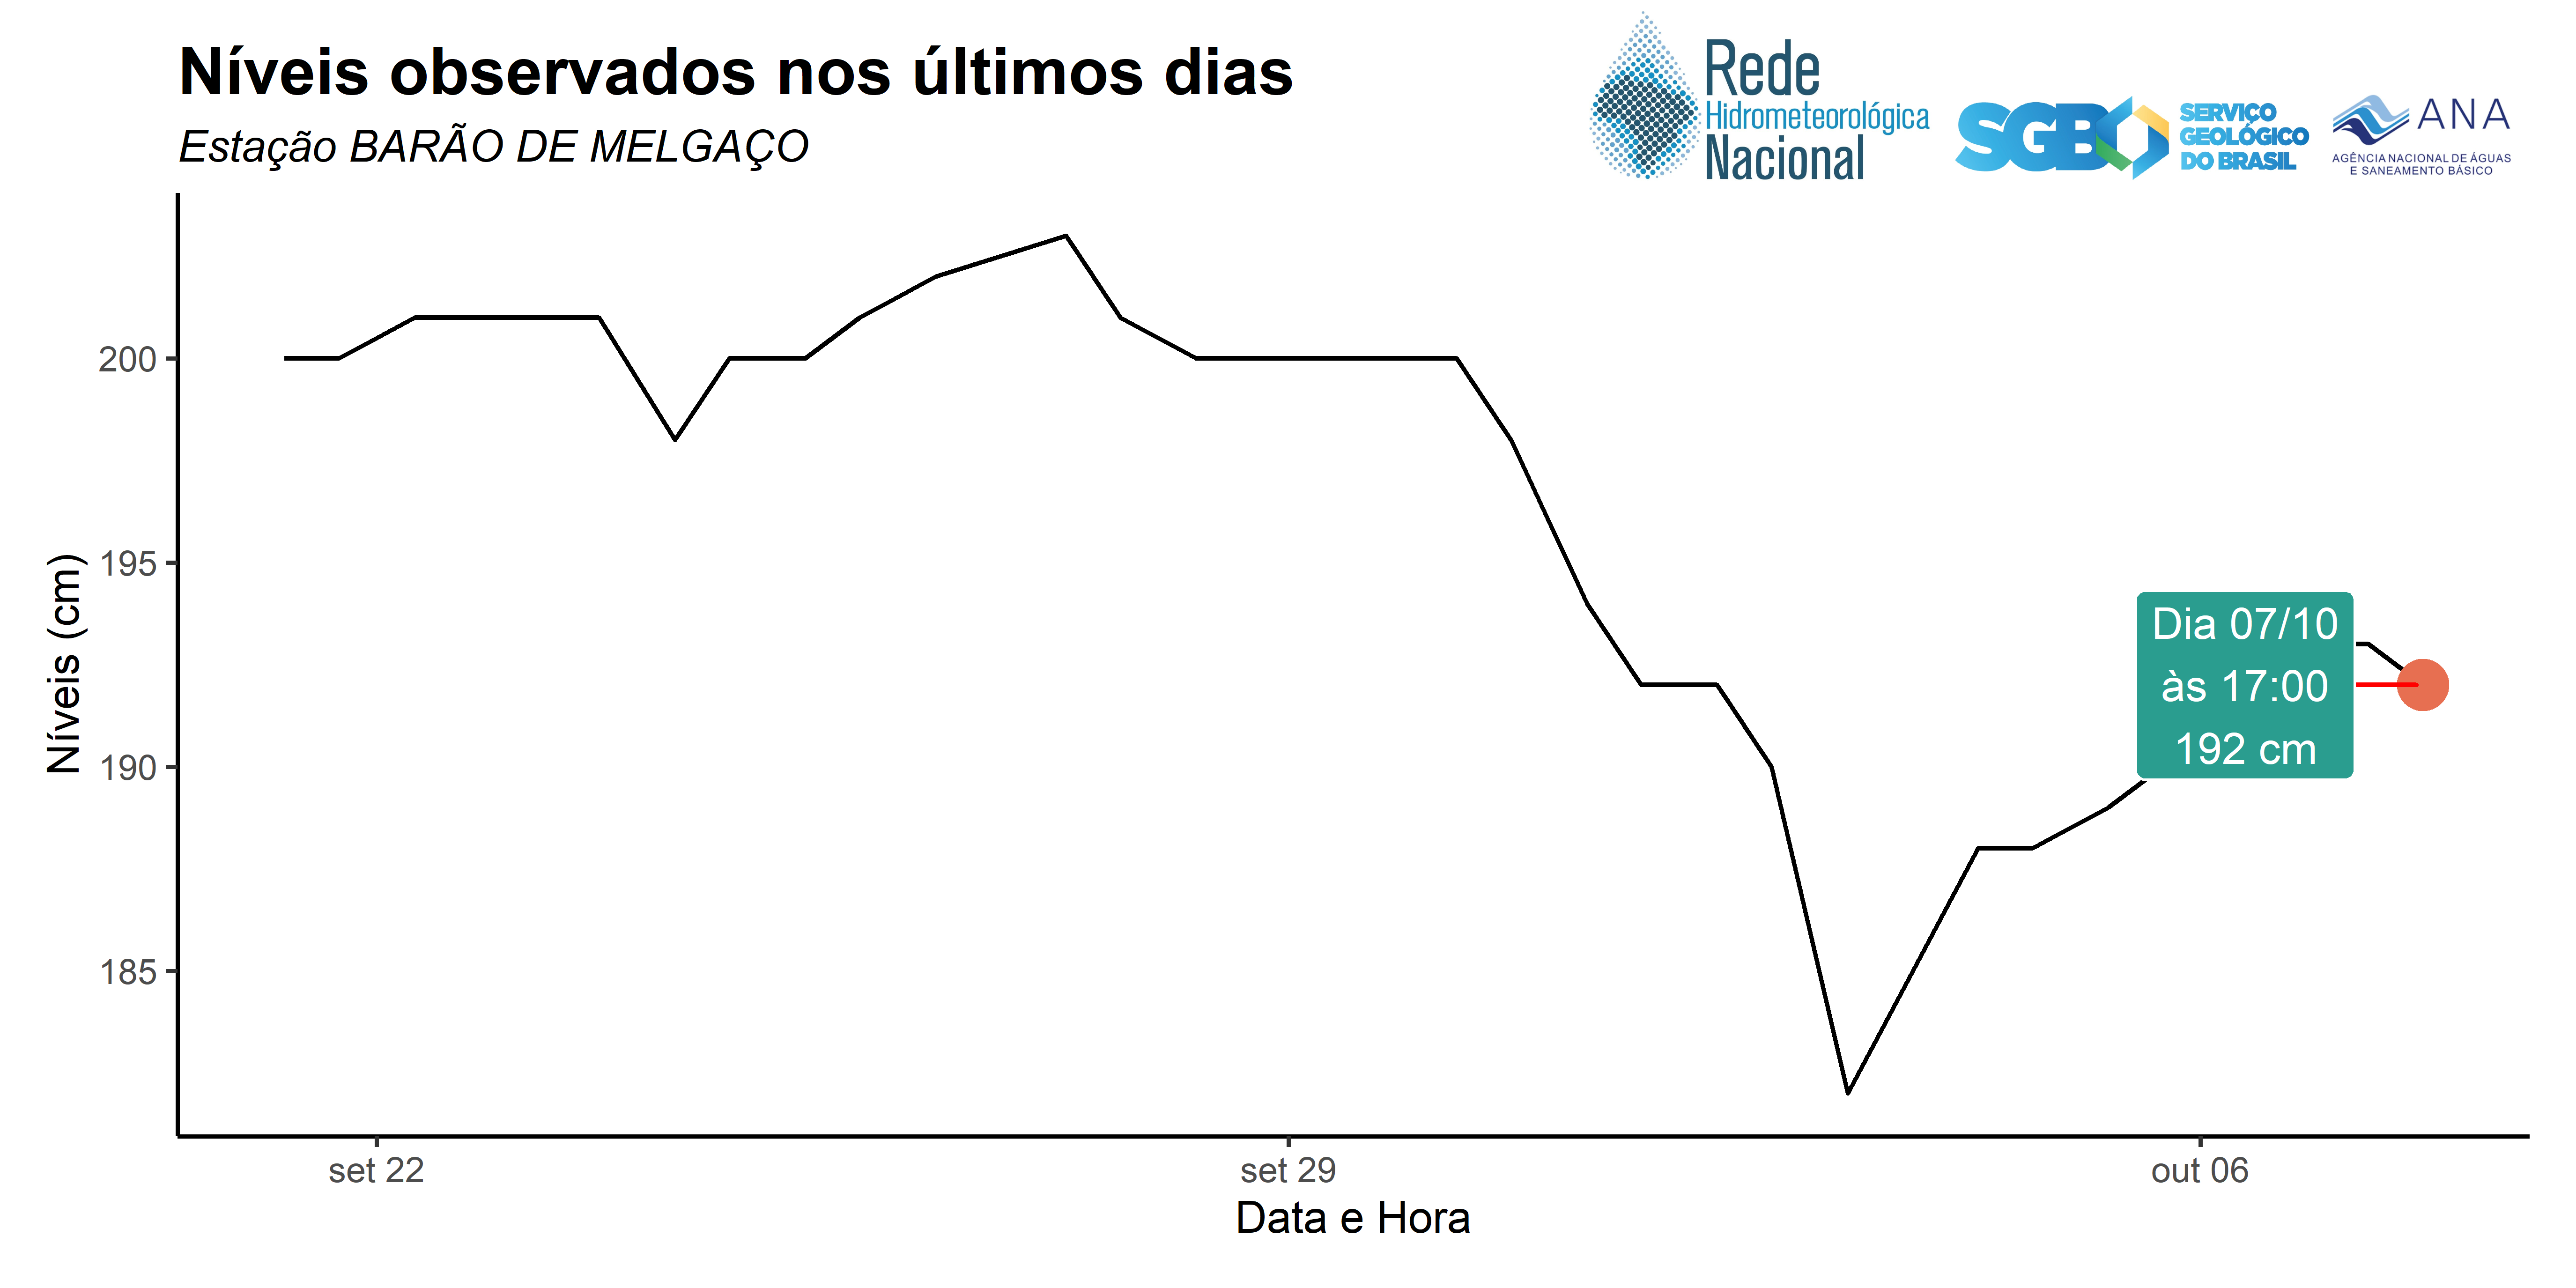 Níveis observados nos últimos dias
Estação BARÃO DE MELGAÇO
Rede
Hidrometeorológica
Nacional
SGB
SERVIÇO
GEOLÓGICO
DO BRASIL
ANA
AGÊNCIA NACIONAL DE ÁGUAS
E SANEAMENTO BÁSICO
Níveis (cm)
200
195
190
185
Dia 07/10
às 17:00
192 cm
set 22
set 29
out 06
Data e Hora